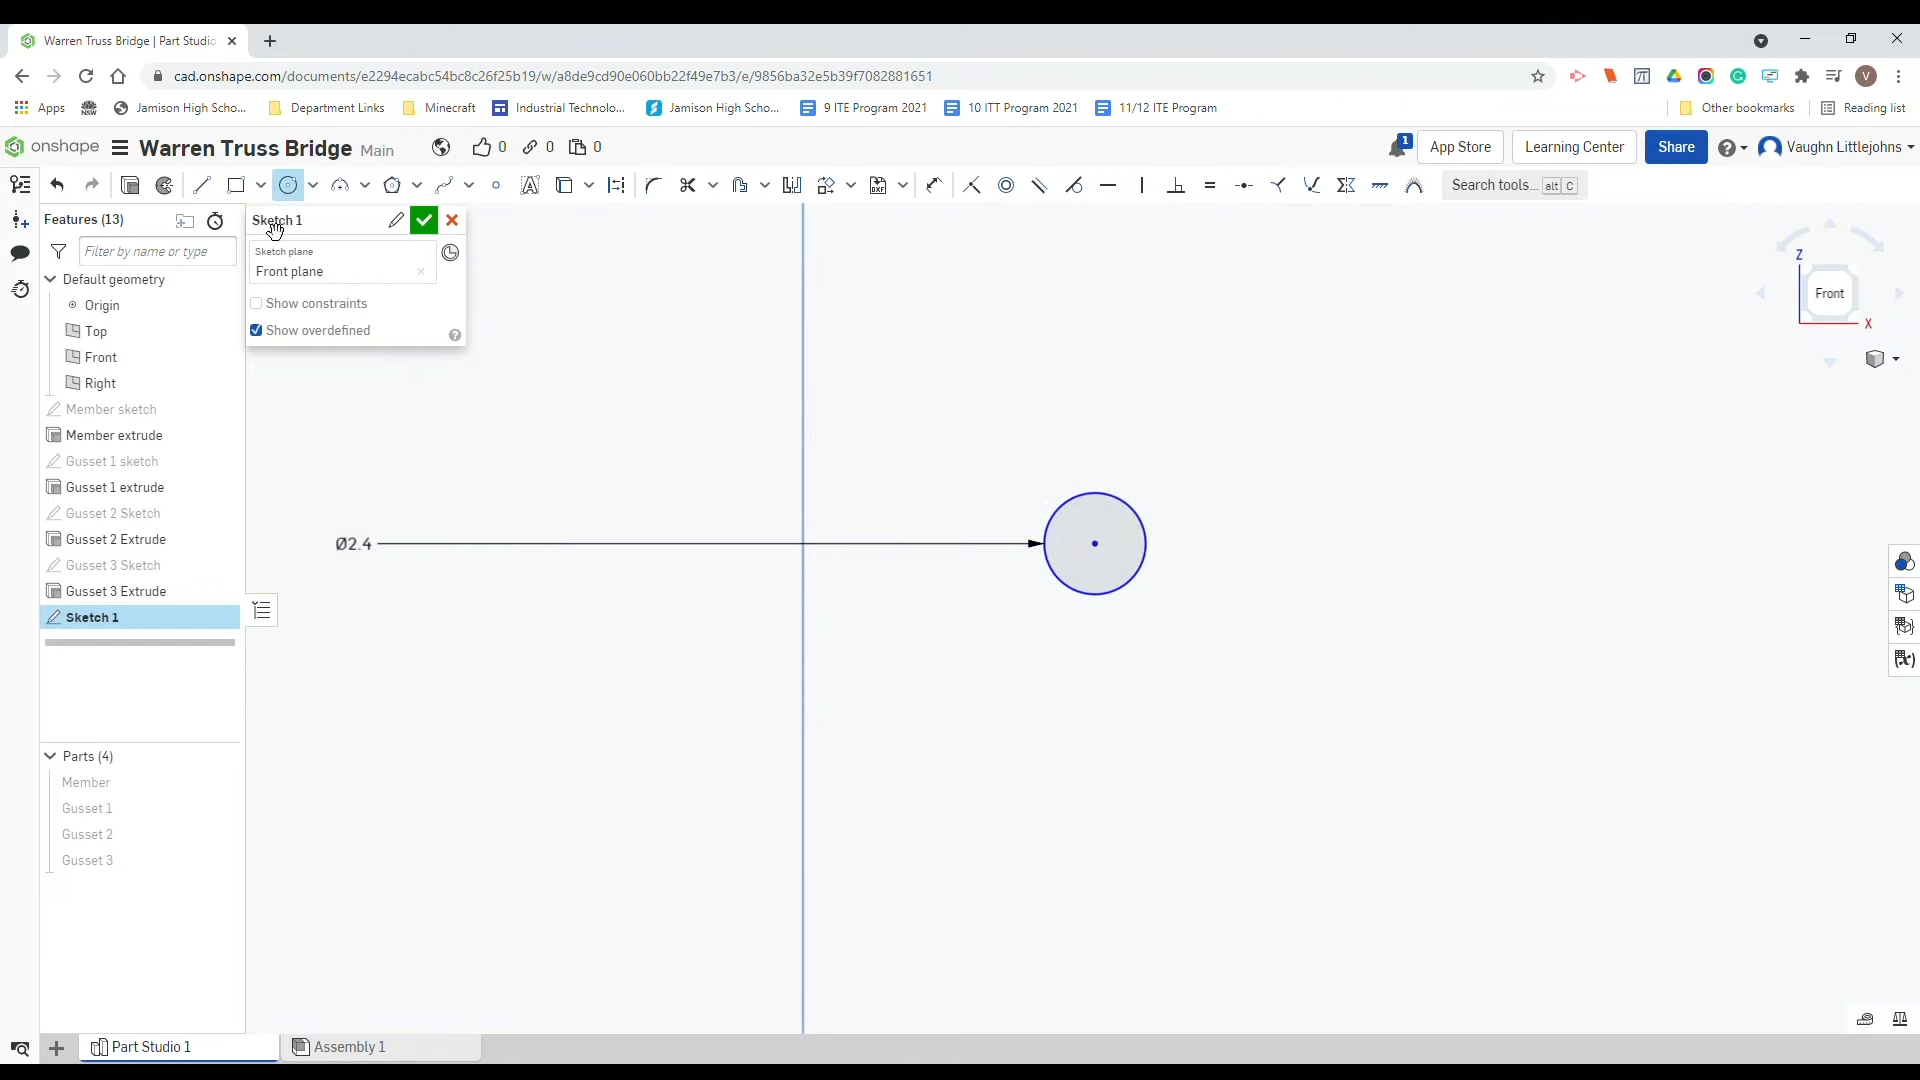 Warren Truss Bridge | Part Studio
cad.onshape.com/documents/e2294ecabc54bc8c26f25b19/w/a8de9cd90e060bb22f49e7b3/e/9856ba32e5b39f7082881651
V
Apps
NSW
Jamison High Scho...
Department Links
Minecraft
Industrial Technolo...
Jamison High Scho...
9 ITE Program 2021
10 ITT Program 2021
11/12 ITE Program
Other bookmarks
Reading list
onshape
Warren Truss Bridge Main
0
0
0
1
App Store
Learning Center
Share
Vaughn Littlejohns
DXF
Search tools... alt C
Features (13)
Filter by name or type
Default geometry
Origin
Top
Front
Right
Member sketch
Member extrude
Gusset 1 sketch
Gusset 1 extrude
Gusset 2 Sketch
Gusset 2 Extrude
Gusset 3 Sketch
Gusset 3 Extrude
Sketch 1
Parts (4)
Member
Gusset 1
Gusset 2
Gusset 3
Sketch 1
Sketch plane
Front plane
Show constraints
Show overdefined
Ø2.4
Z
Front
X
Part Studio 1
Assembly 1